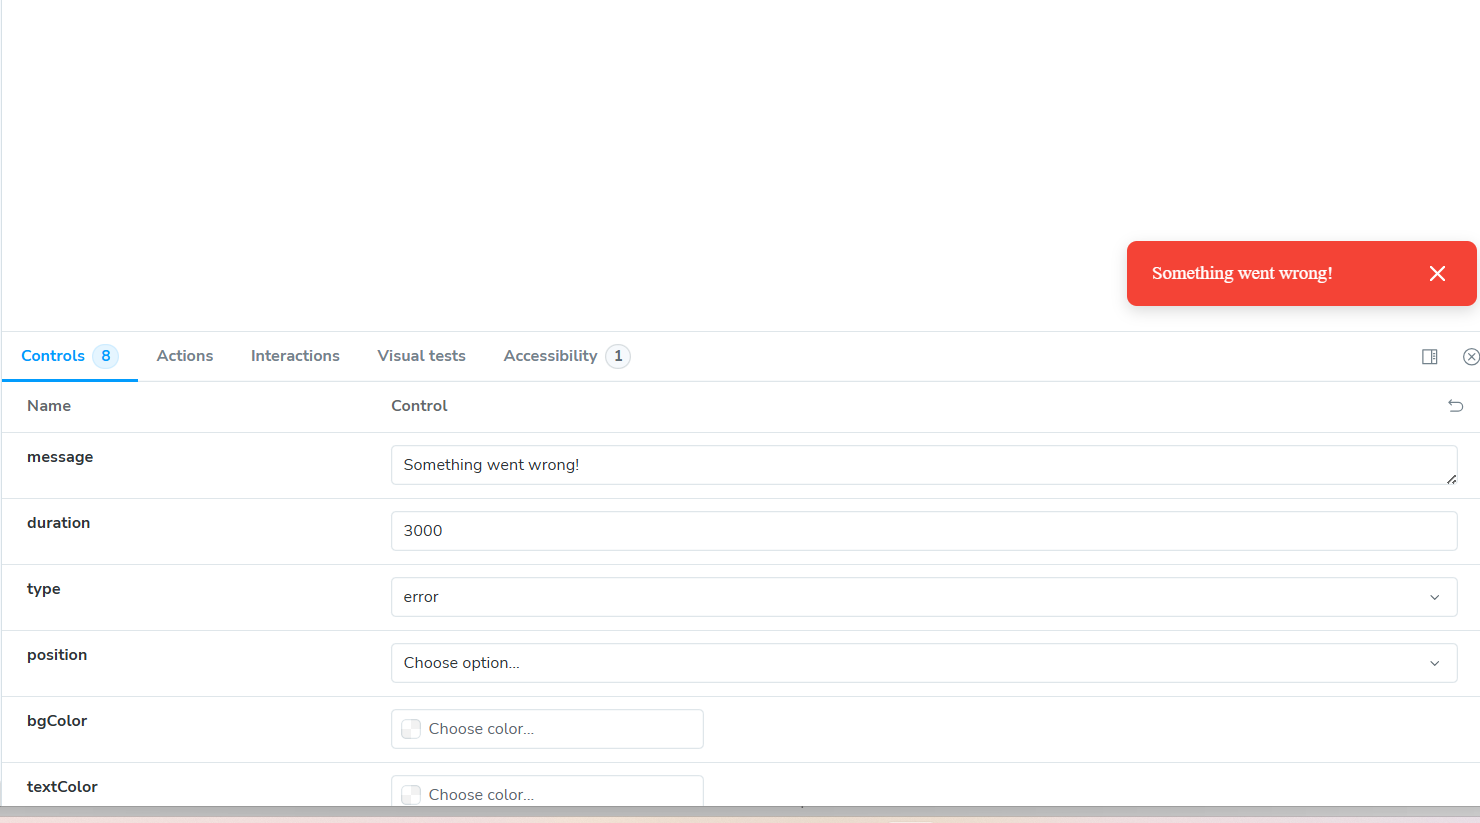 Something went wrong!
Controls 8 Actions Interactions Visual tests Accessibility 1
Name Control
message Something went wrong!
duration 3000
type error
position Choose option...
bgColor Choose color...
textColor Choose color...